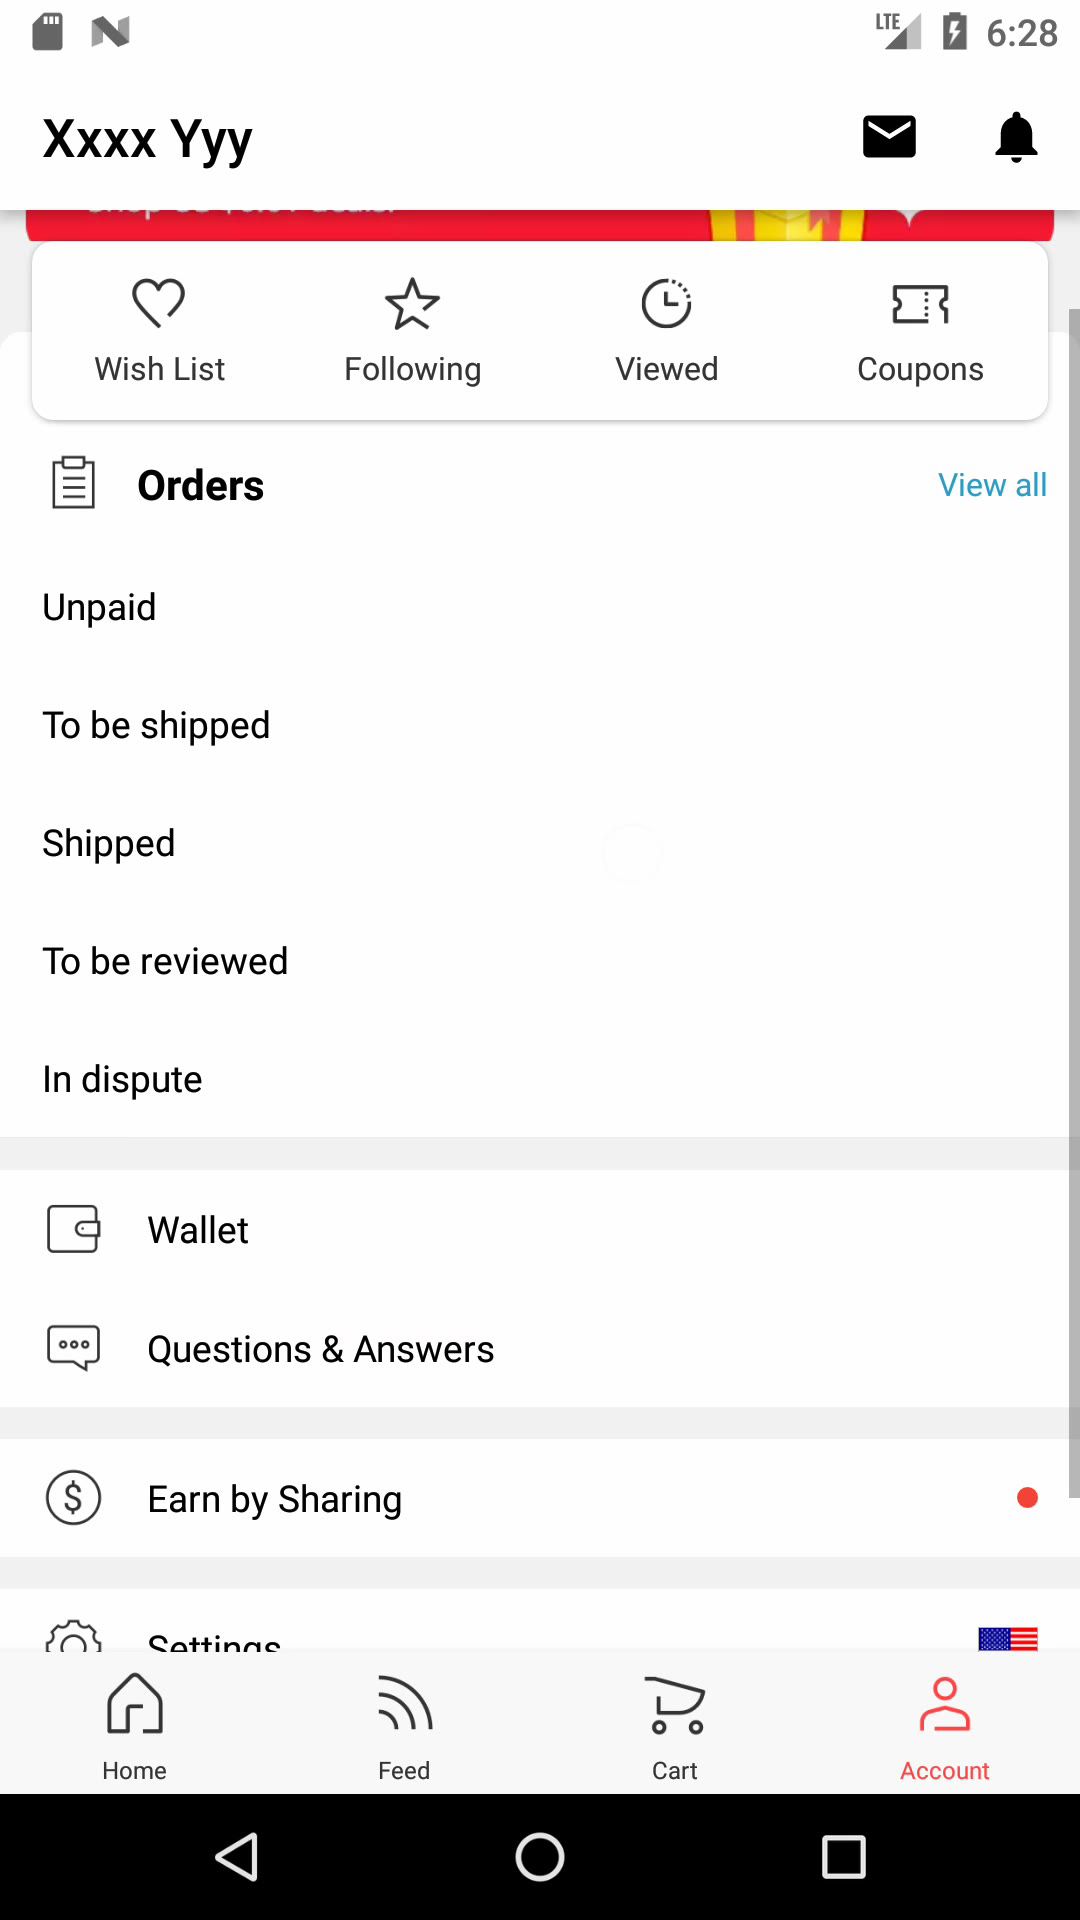 LTE 6:28
Xxxx Yyy
Wish List Following Viewed Coupons
Orders View all
Unpaid
To be shipped
Shipped
To be reviewed
In dispute
Wallet
Questions & Answers
$ Earn by Sharing
Settings
Home Feed Cart Account